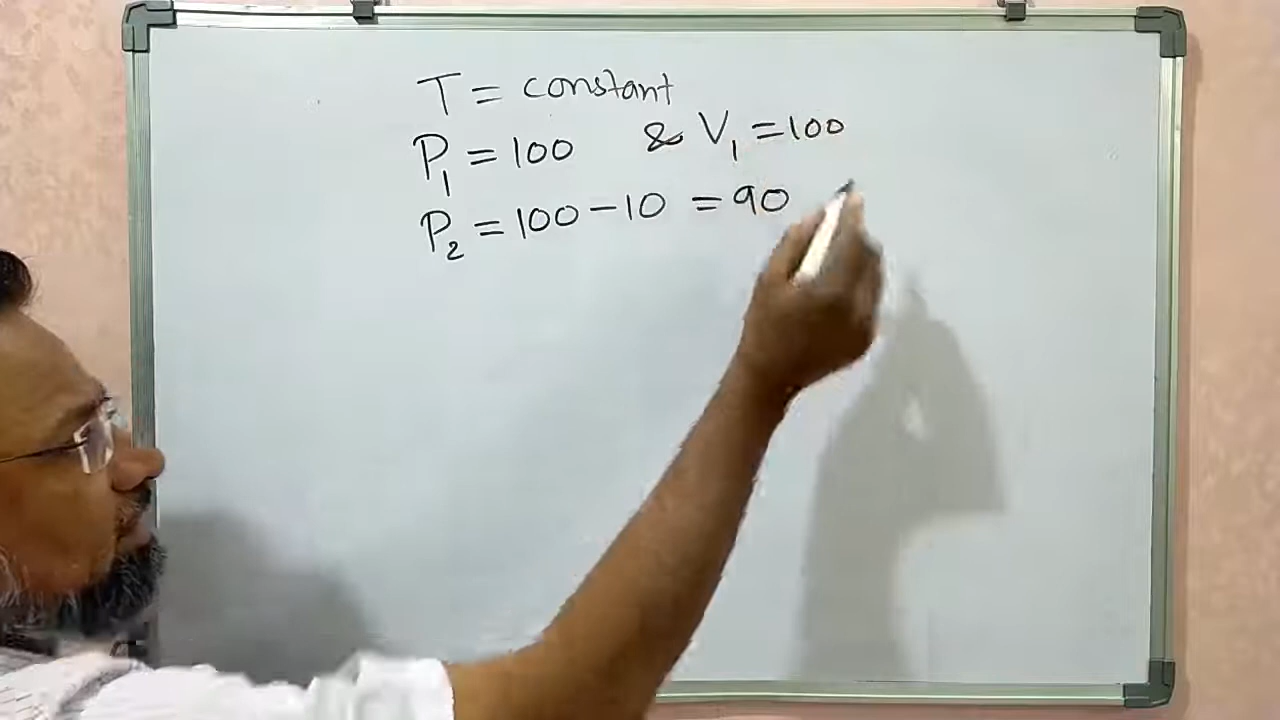 T = constant
P₁ = 100 & V₁ = 100
P₂ = 100 - 10 = 90